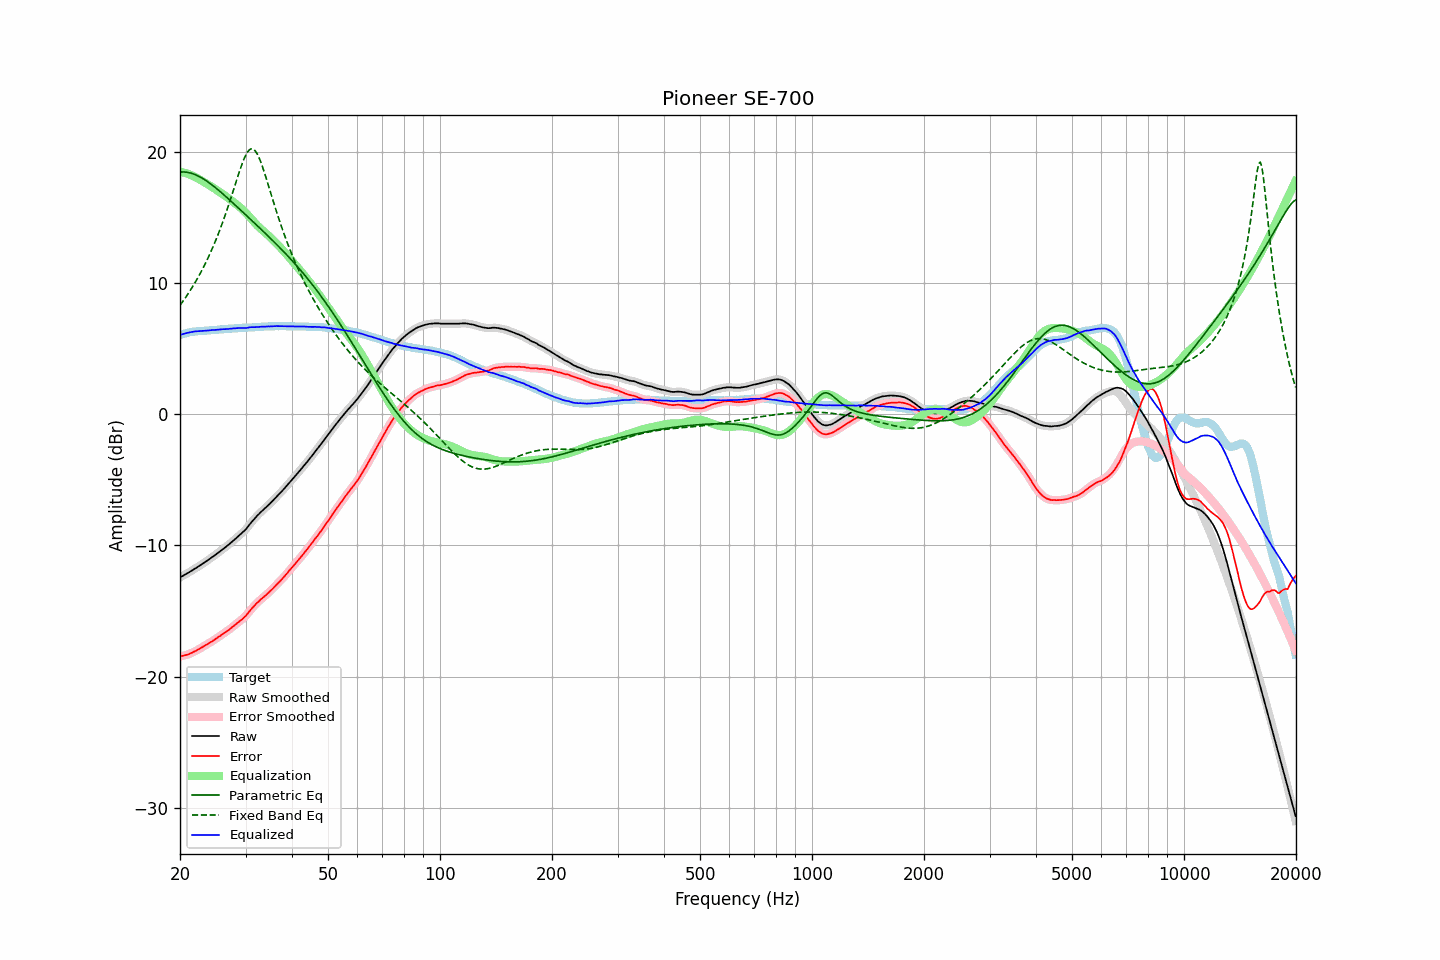 Pioneer SE-700
Amplitude (dBr)
20
10
0
−10
−20
−30
Target
Raw Smoothed
Error Smoothed
Raw
Error
Equalization
Parametric Eq
Fixed Band Eq
Equalized
20 50 100 200 500 1000 2000 5000 10000 20000
Frequency (Hz)